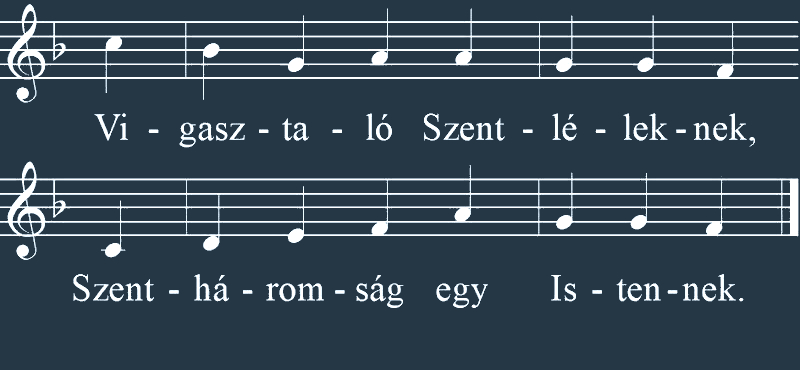 Vi - gasz - ta - ló Szent - lé - lek - nek,
Szent - há - rom - ság egy Is - ten - nek.